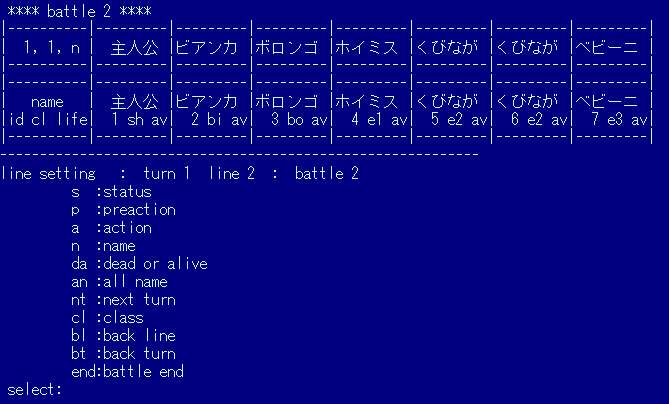 **** battle 2 ****
|----------|---------|---------|---------|---------|---------|---------|---------|
|  1, 1, n |  主人公 |ビアンカ |ボロンゴ |ホイミス |くびなが |くびなが |ベビーニ |
|----------|---------|---------|---------|---------|---------|---------|---------|
|----------|---------|---------|---------|---------|---------|---------|---------|
|   name   |  主人公 |ビアンカ |ボロンゴ |ホイミス |くびなが |くびなが |ベビーニ |
|id cl life|  1 sh av|  2 bi av|  3 bo av|  4 e1 av|  5 e2 av|  6 e2 av|  7 e3 av|
|----------|---------|---------|---------|---------|---------|---------|---------|
------------------------------------------------------------
line setting   :  turn 1  line 2  :  battle 2
s  :status
p  :preaction
a  :action
n  :name
da :dead or alive
an :all name
nt :next turn
cl :class
bl :back line
bt :back turn
end:battle end
select: